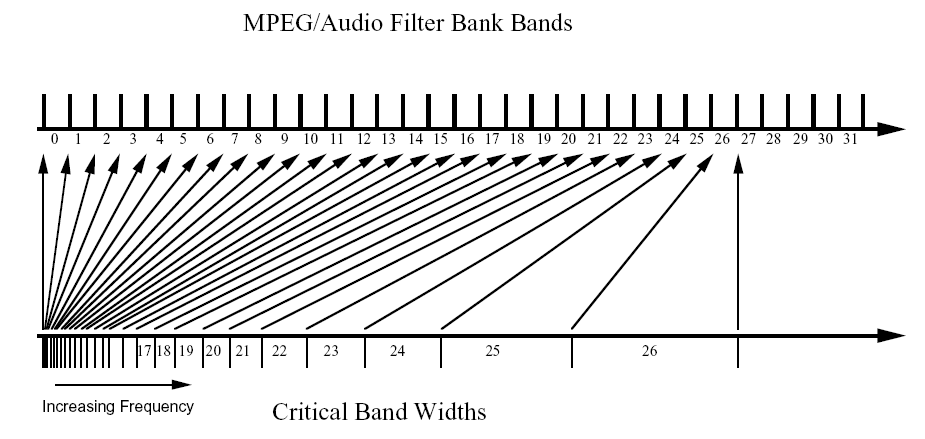 MPEG/Audio Filter Bank Bands
0 1 2 3 4 5 6 7 8 9 10 11 12 13 14 15 16 17 18 19 20 21 22 23 24 25 26 27 28 29 30 31
17 18 19 20 21 22 23 24 25 26
Increasing Frequency
Critical Band Widths